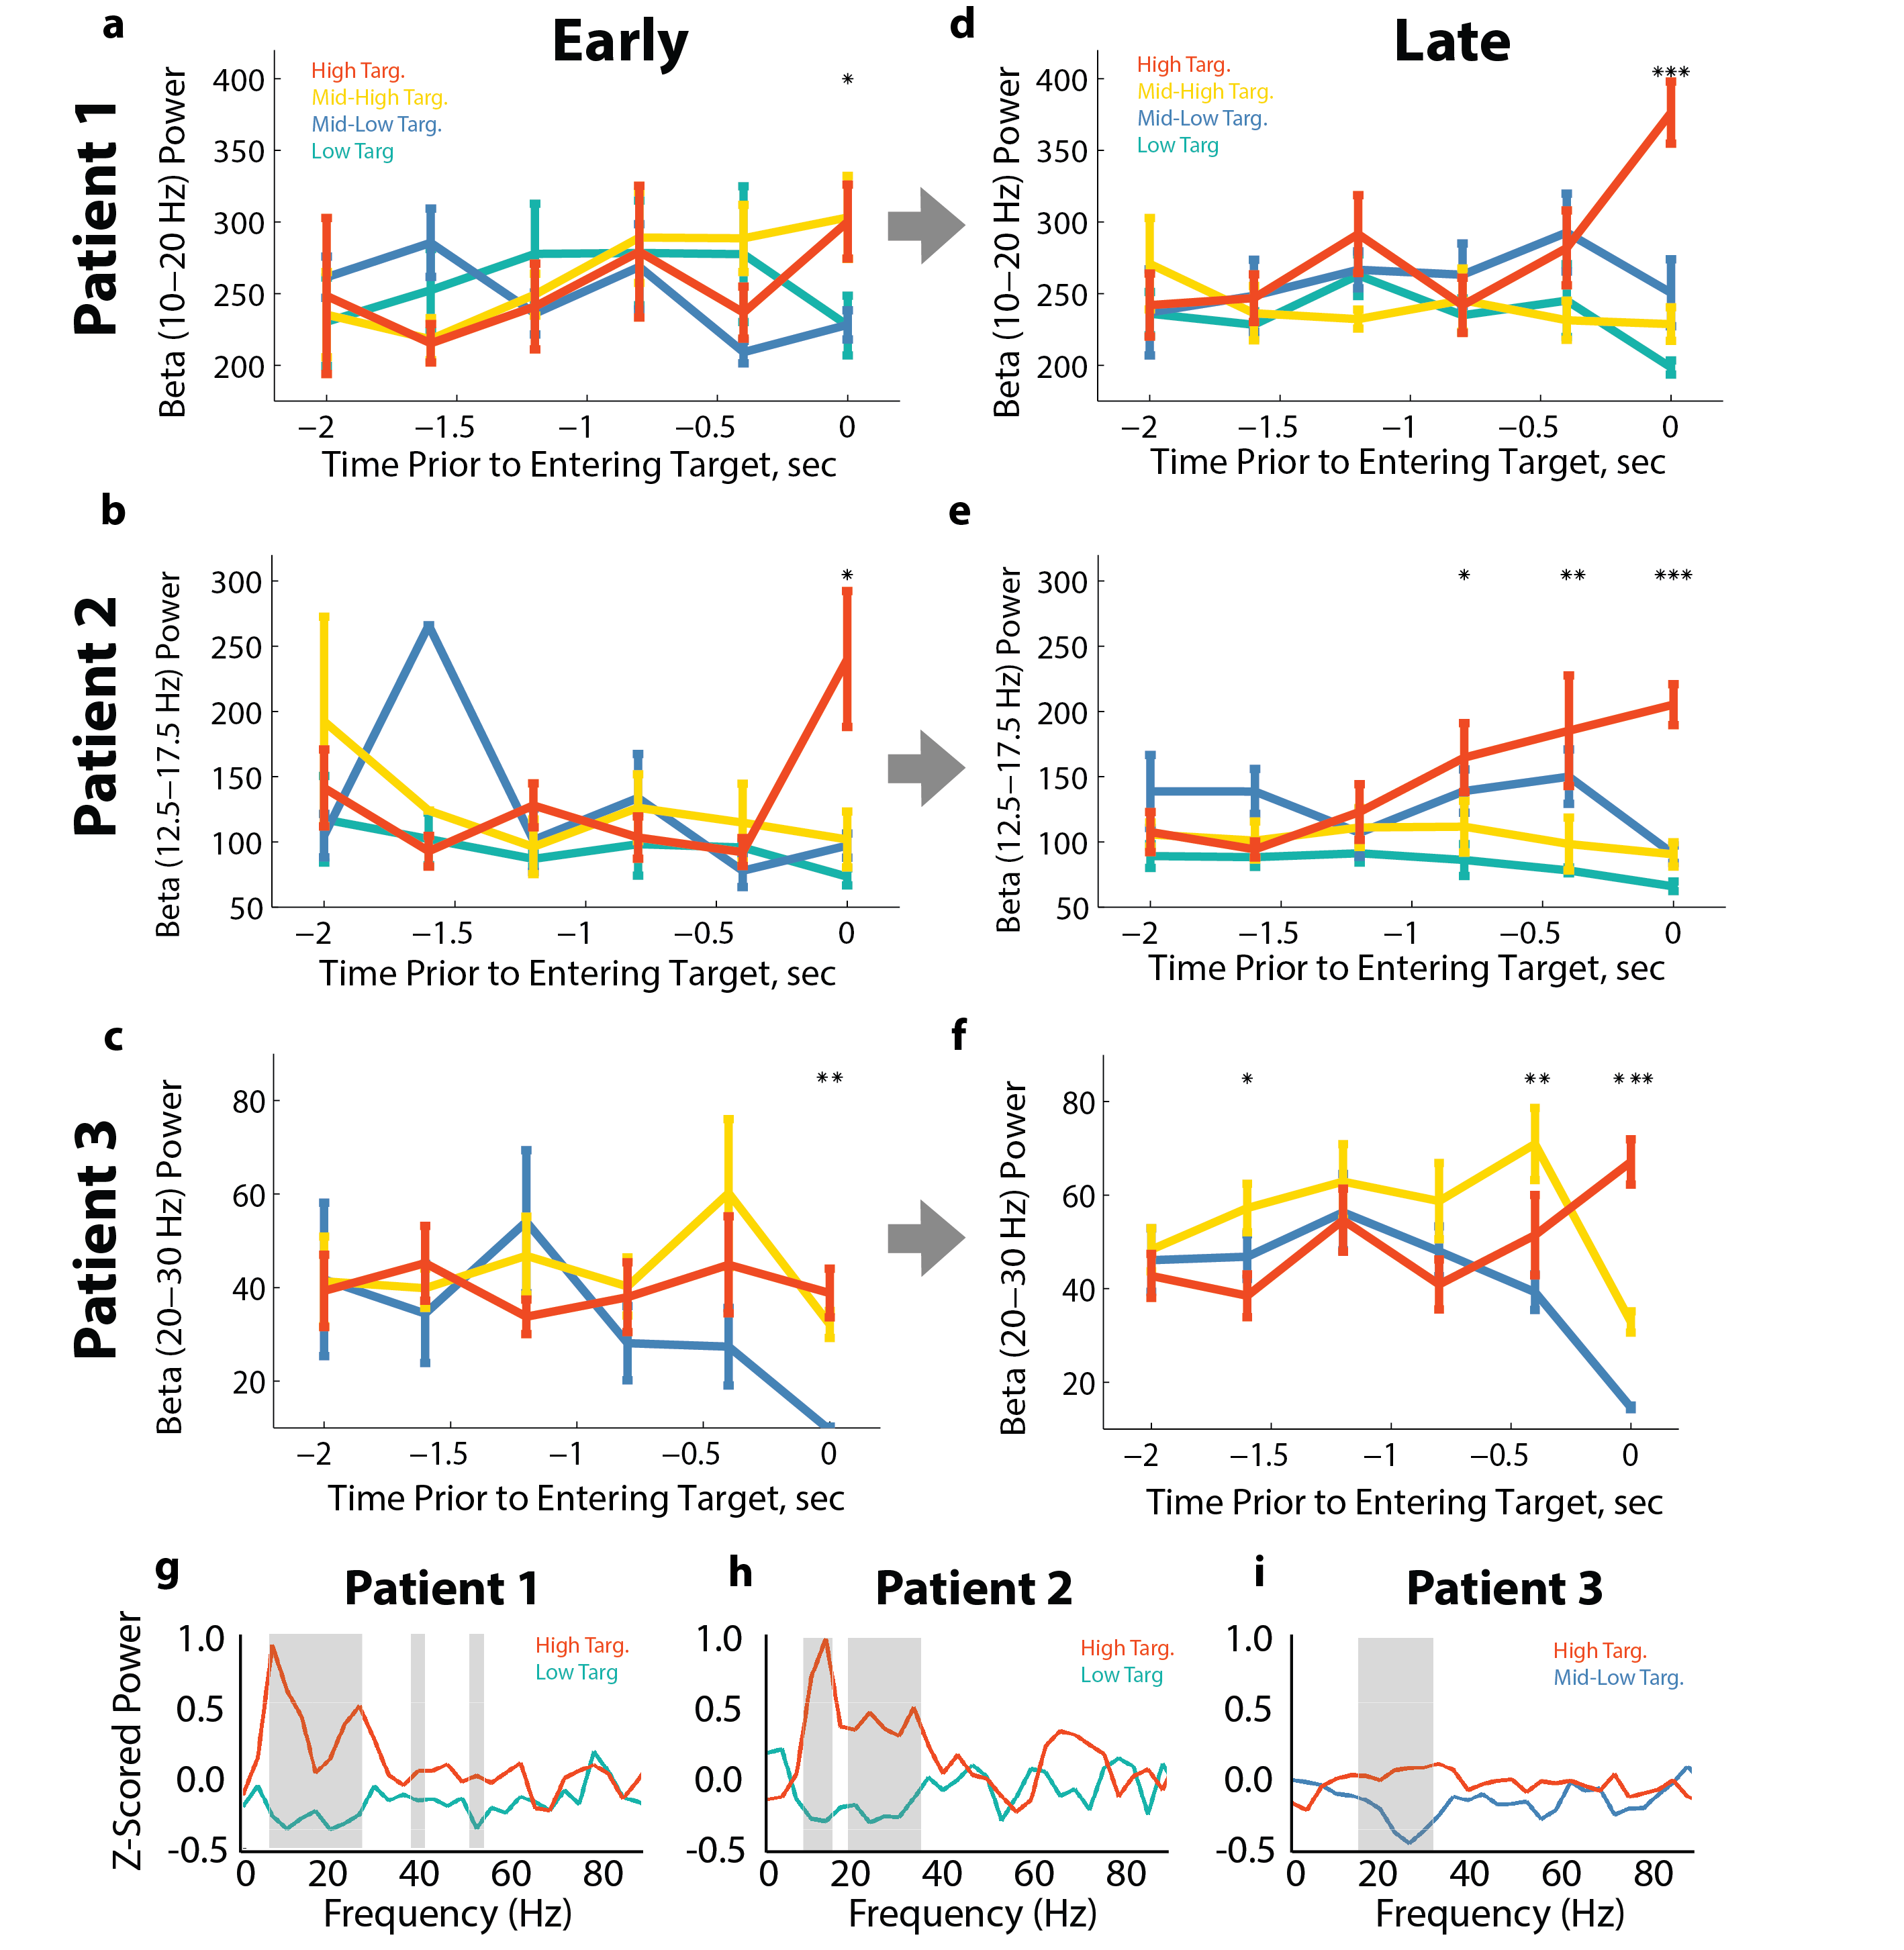 a
Early
d
Late
Patient 1
Beta (10–20 Hz) Power
400
350
300
250
200
High Targ.
Mid-High Targ.
Mid-Low Targ.
Low Targ
*
−2
−1.5
−1
−0.5
0
Time Prior to Entering Target, sec
Beta (10–20 Hz) Power
400
350
300
250
200
High Targ.
Mid-High Targ.
Mid-Low Targ.
Low Targ
***
−2
−1.5
−1
−0.5
0
Time Prior to Entering Target, sec
b
e
Patient 2
Beta (12.5–17.5 Hz) Power
300
250
200
150
100
50
*
−2
−1.5
−1
−0.5
0
Time Prior to Entering Target, sec
Beta (12.5–17.5 Hz) Power
300
250
200
150
100
50
* ** ***
−2
−1.5
−1
−0.5
0
Time Prior to Entering Target, sec
c
f
Patient 3
Beta (20–30 Hz) Power
80
60
40
20
**
−2
−1.5
−1
−0.5
0
Time Prior to Entering Target, sec
Beta (20–30 Hz) Power
80
60
40
20
* ** * **
−2
−1.5
−1
−0.5
0
Time Prior to Entering Target, sec
g
Patient 1
Z-Scored Power
1.0
0.5
0.0
-0.5
High Targ.
Low Targ
0
20
40
60
80
Frequency (Hz)
h
Patient 2
1.0
0.5
0.0
-0.5
High Targ.
Low Targ
0
20
40
60
80
Frequency (Hz)
i
Patient 3
1.0
0.5
0.0
-0.5
High Targ.
Mid-Low Targ.
0
20
40
60
80
Frequency (Hz)